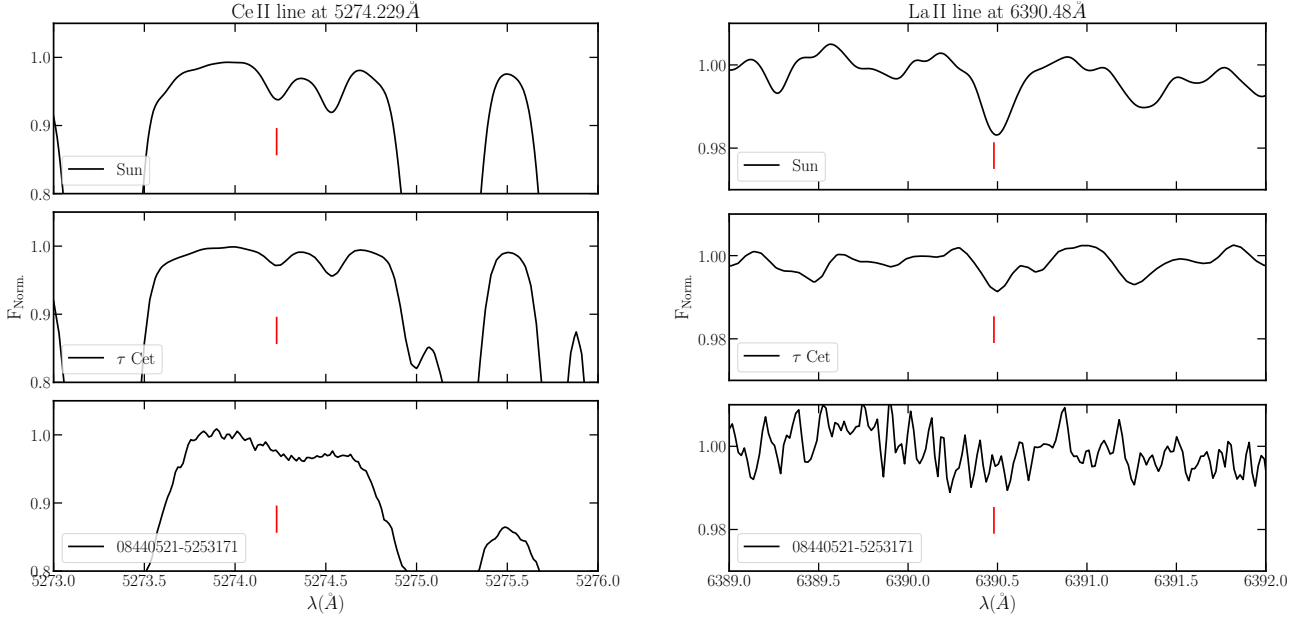 Ce II line at 5274.229Å
1.0
0.9
0.8
Sun
1.0
0.9
0.8
τ Cet
F Norm.
1.0
0.9
0.8
08440521-5253171
5273.0 5273.5 5274.0 5274.5 5275.0 5275.5 5276.0
λ(Å)
La II line at 6390.48Å
1.00
0.98
Sun
1.00
0.98
τ Cet
F Norm.
1.00
0.98
08440521-5253171
6389.0 6389.5 6390.0 6390.5 6391.0 6391.5 6392.0
λ(Å)